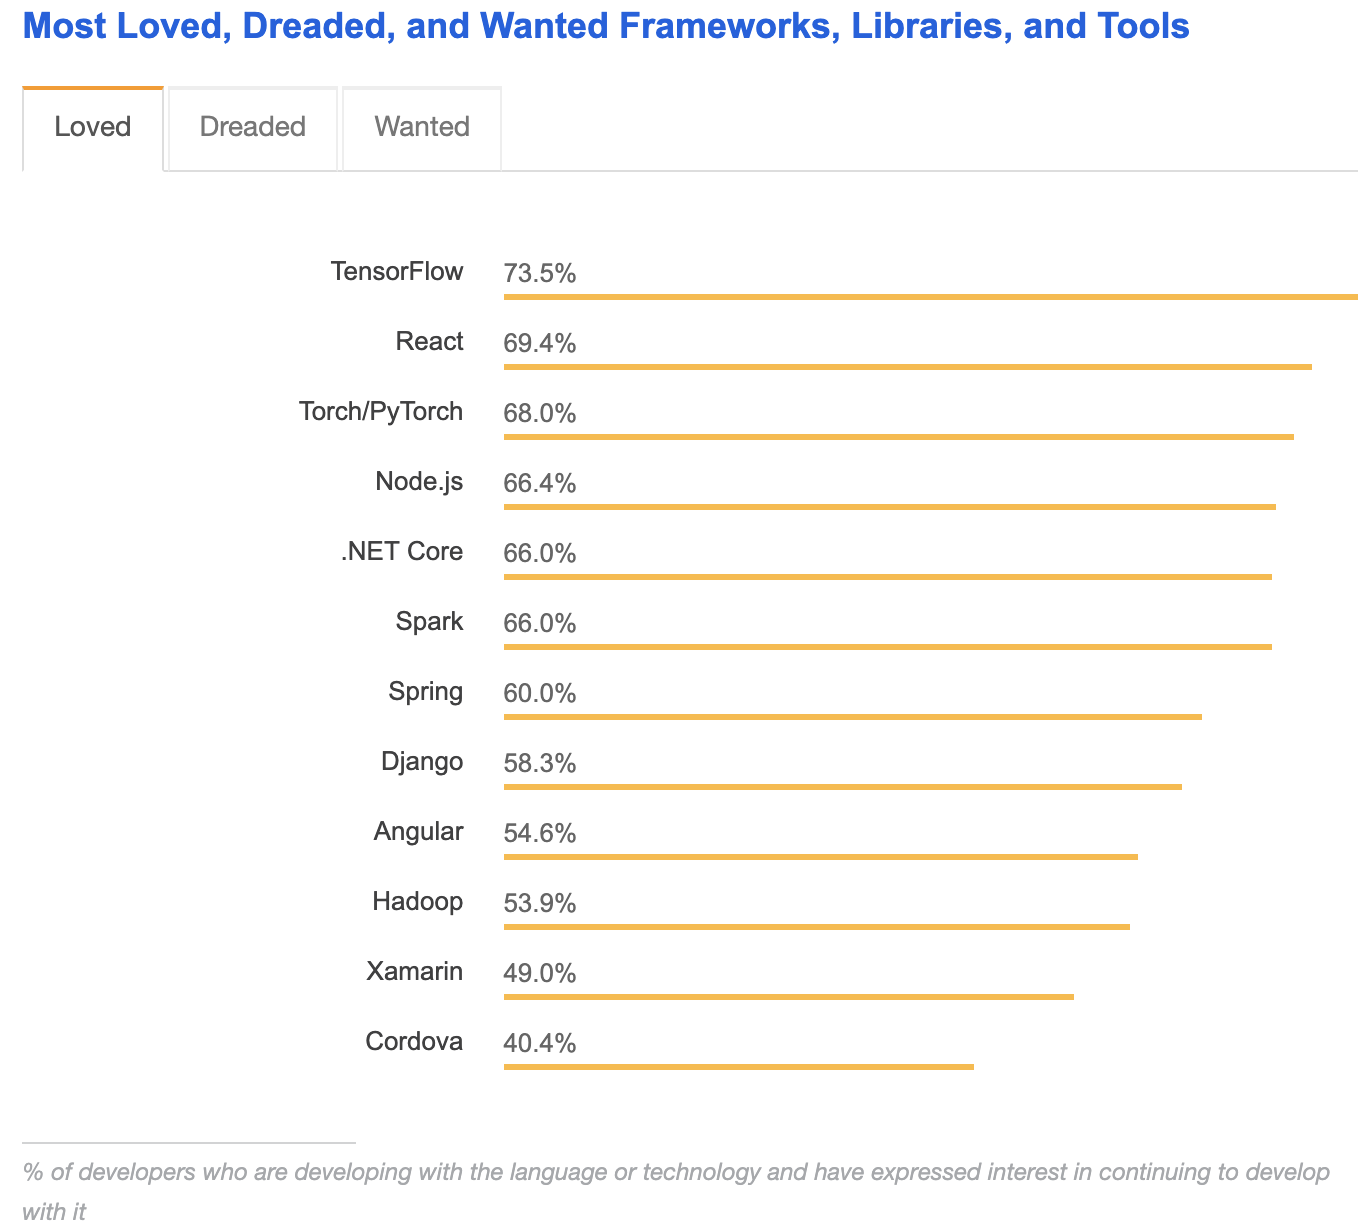 Most Loved, Dreaded, and Wanted Frameworks, Libraries, and Tools
Loved Dreaded Wanted
TensorFlow 73.5%
React 69.4%
Torch/PyTorch 68.0%
Node.js 66.4%
.NET Core 66.0%
Spark 66.0%
Spring 60.0%
Django 58.3%
Angular 54.6%
Hadoop 53.9%
Xamarin 49.0%
Cordova 40.4%
% of developers who are developing with the language or technology and have expressed interest in continuing to develop
with it